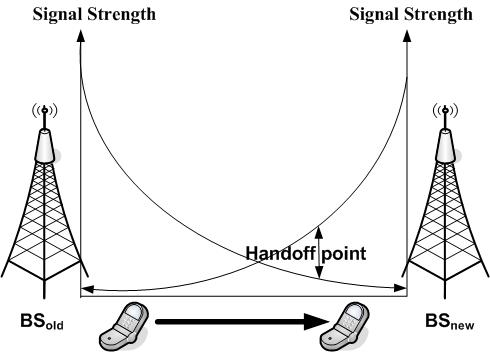 Signal Strength
Signal Strength
Handoff point
BSold
BSnew